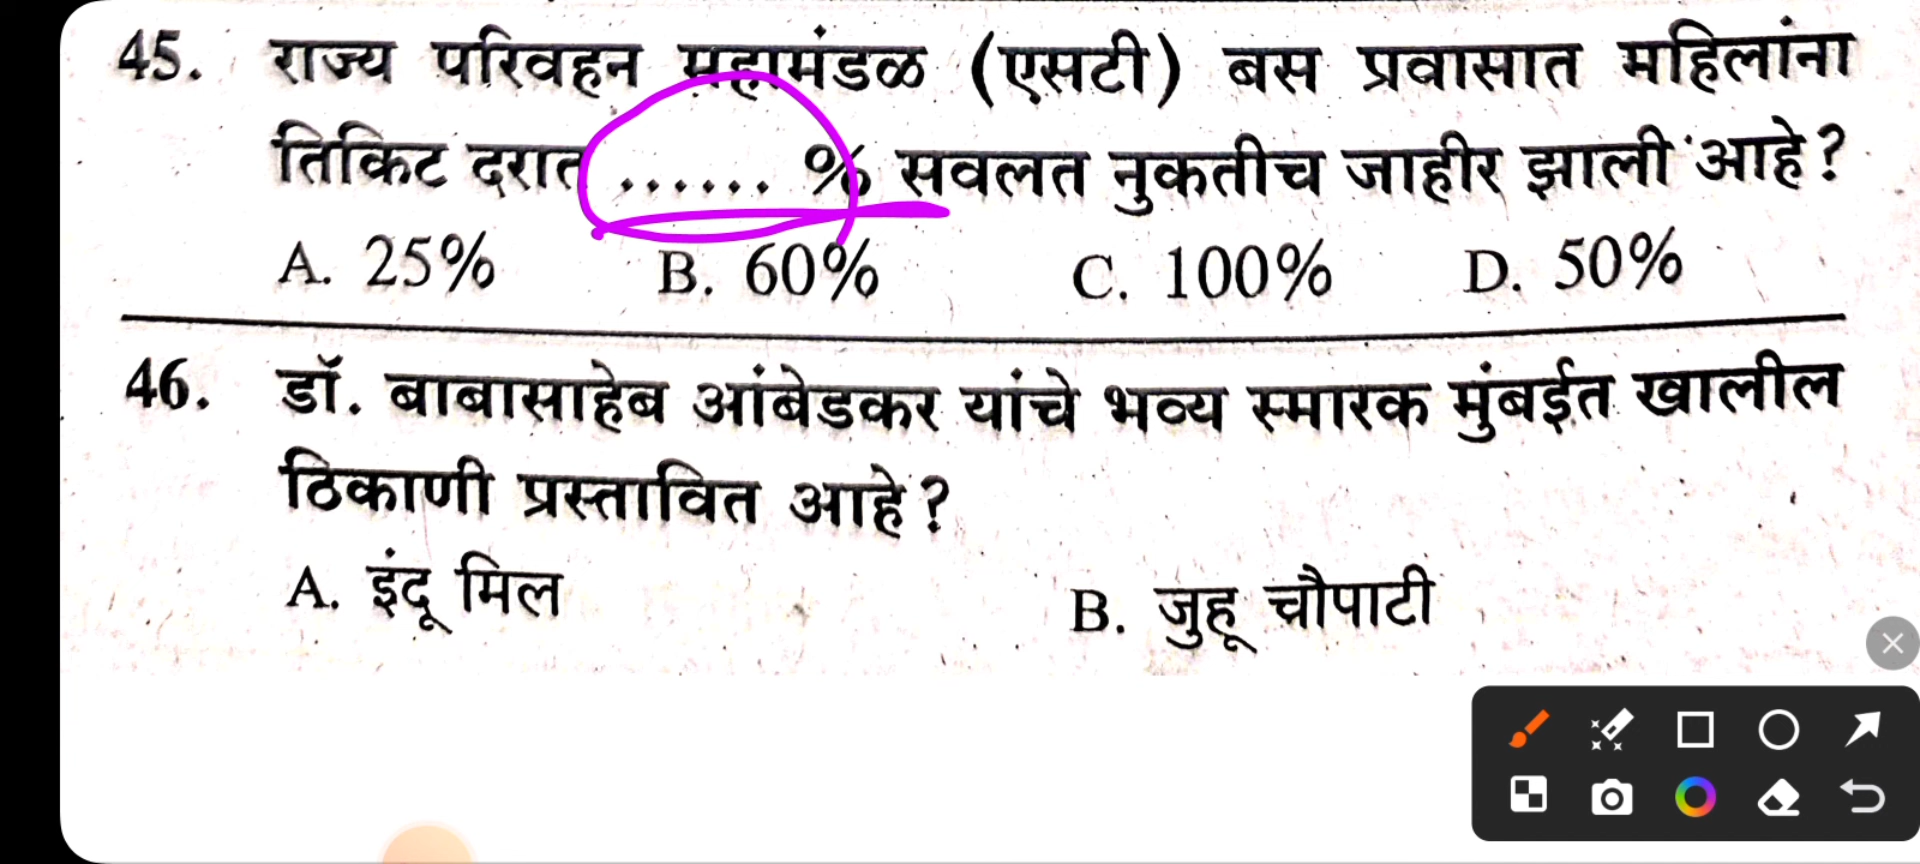 45. राज्य परिवहन महामंडळ (एसटी) बस प्रवासात महिलांना
तिकिट दरात ...... % सवलत नुकतीच जाहीर झाली आहे?
A. 25% B. 60% C. 100% D. 50%
46. डॉ. बाबासाहेब आंबेडकर यांचे भव्य स्मारक मुंबईत खालील
ठिकाणी प्रस्तावित आहे?
A. इंदू मिल B. जुहू चौपाटी